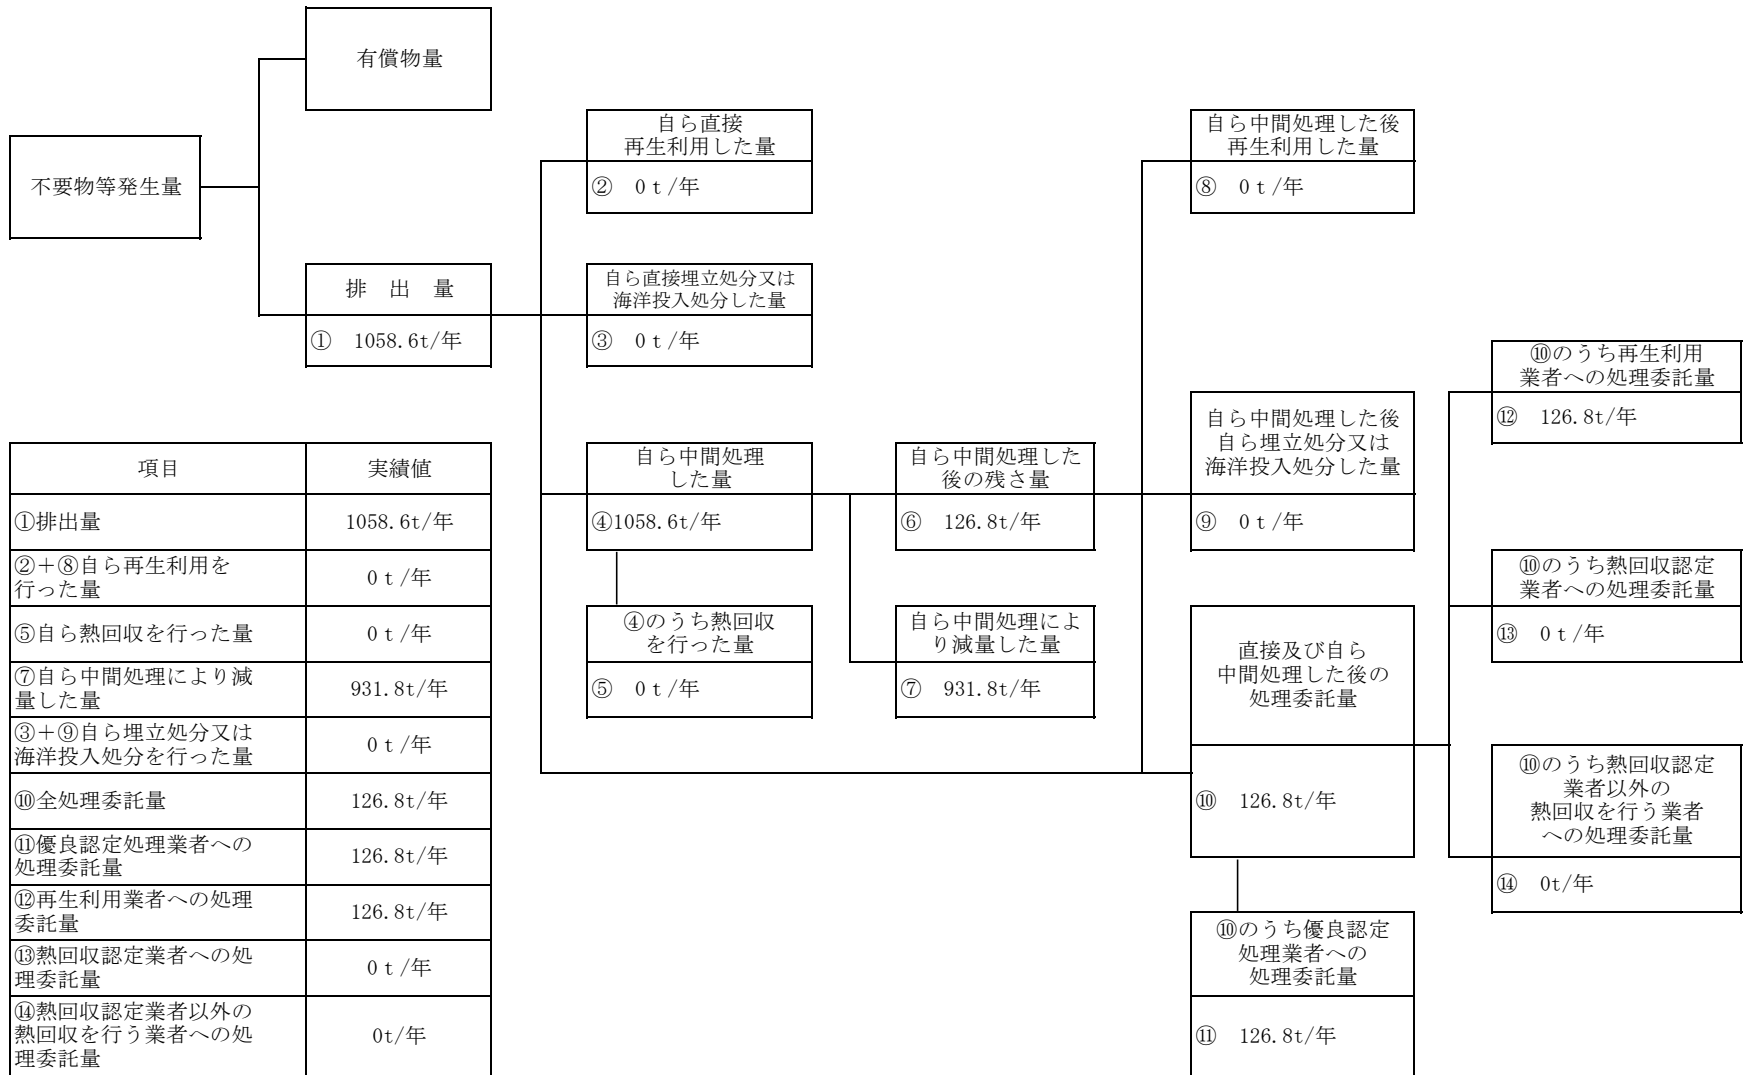 有償物量
不要物等発生量
排　出　量
①　1058.6t/年
自ら直接
再生利用した量
②　0ｔ/年
自ら直接埋立処分又は
海洋投入処分した量
③　0ｔ/年
自ら中間処理
した量
④1058.6t/年
④のうち熱回収
を行った量
⑤　0ｔ/年
自ら中間処理した
後の残さ量
⑥　126.8t/年
自ら中間処理によ
り減量した量
⑦　931.8t/年
自ら中間処理した後
再生利用した量
⑧　0ｔ/年
自ら中間処理した後
自ら埋立処分又は
海洋投入処分した量
⑨　0ｔ/年
直接及び自ら
中間処理した後の
処理委託量
⑩　126.8t/年
⑩のうち優良認定
処理業者への
処理委託量
⑪　126.8t/年
⑩のうち再生利用
業者への処理委託量
⑫　126.8t/年
⑩のうち熱回収認定
業者への処理委託量
⑬　0ｔ/年
⑩のうち熱回収認定
業者以外の
熱回収を行う業者
への処理委託量
⑭　0t/年
項目　実績値
①排出量　1058.6t/年
②＋⑧自ら再生利用を
行った量　0ｔ/年
⑤自ら熱回収を行った量　0ｔ/年
⑦自ら中間処理により減
量した量　931.8t/年
③＋⑨自ら埋立処分又は
海洋投入処分を行った量　0ｔ/年
⑩全処理委託量　126.8t/年
⑪優良認定処理業者への
処理委託量　126.8t/年
⑫再生利用業者への処理
委託量　126.8t/年
⑬熱回収認定業者への処
理委託量　0ｔ/年
⑭熱回収認定業者以外の
熱回収を行う業者への処
理委託量　0t/年